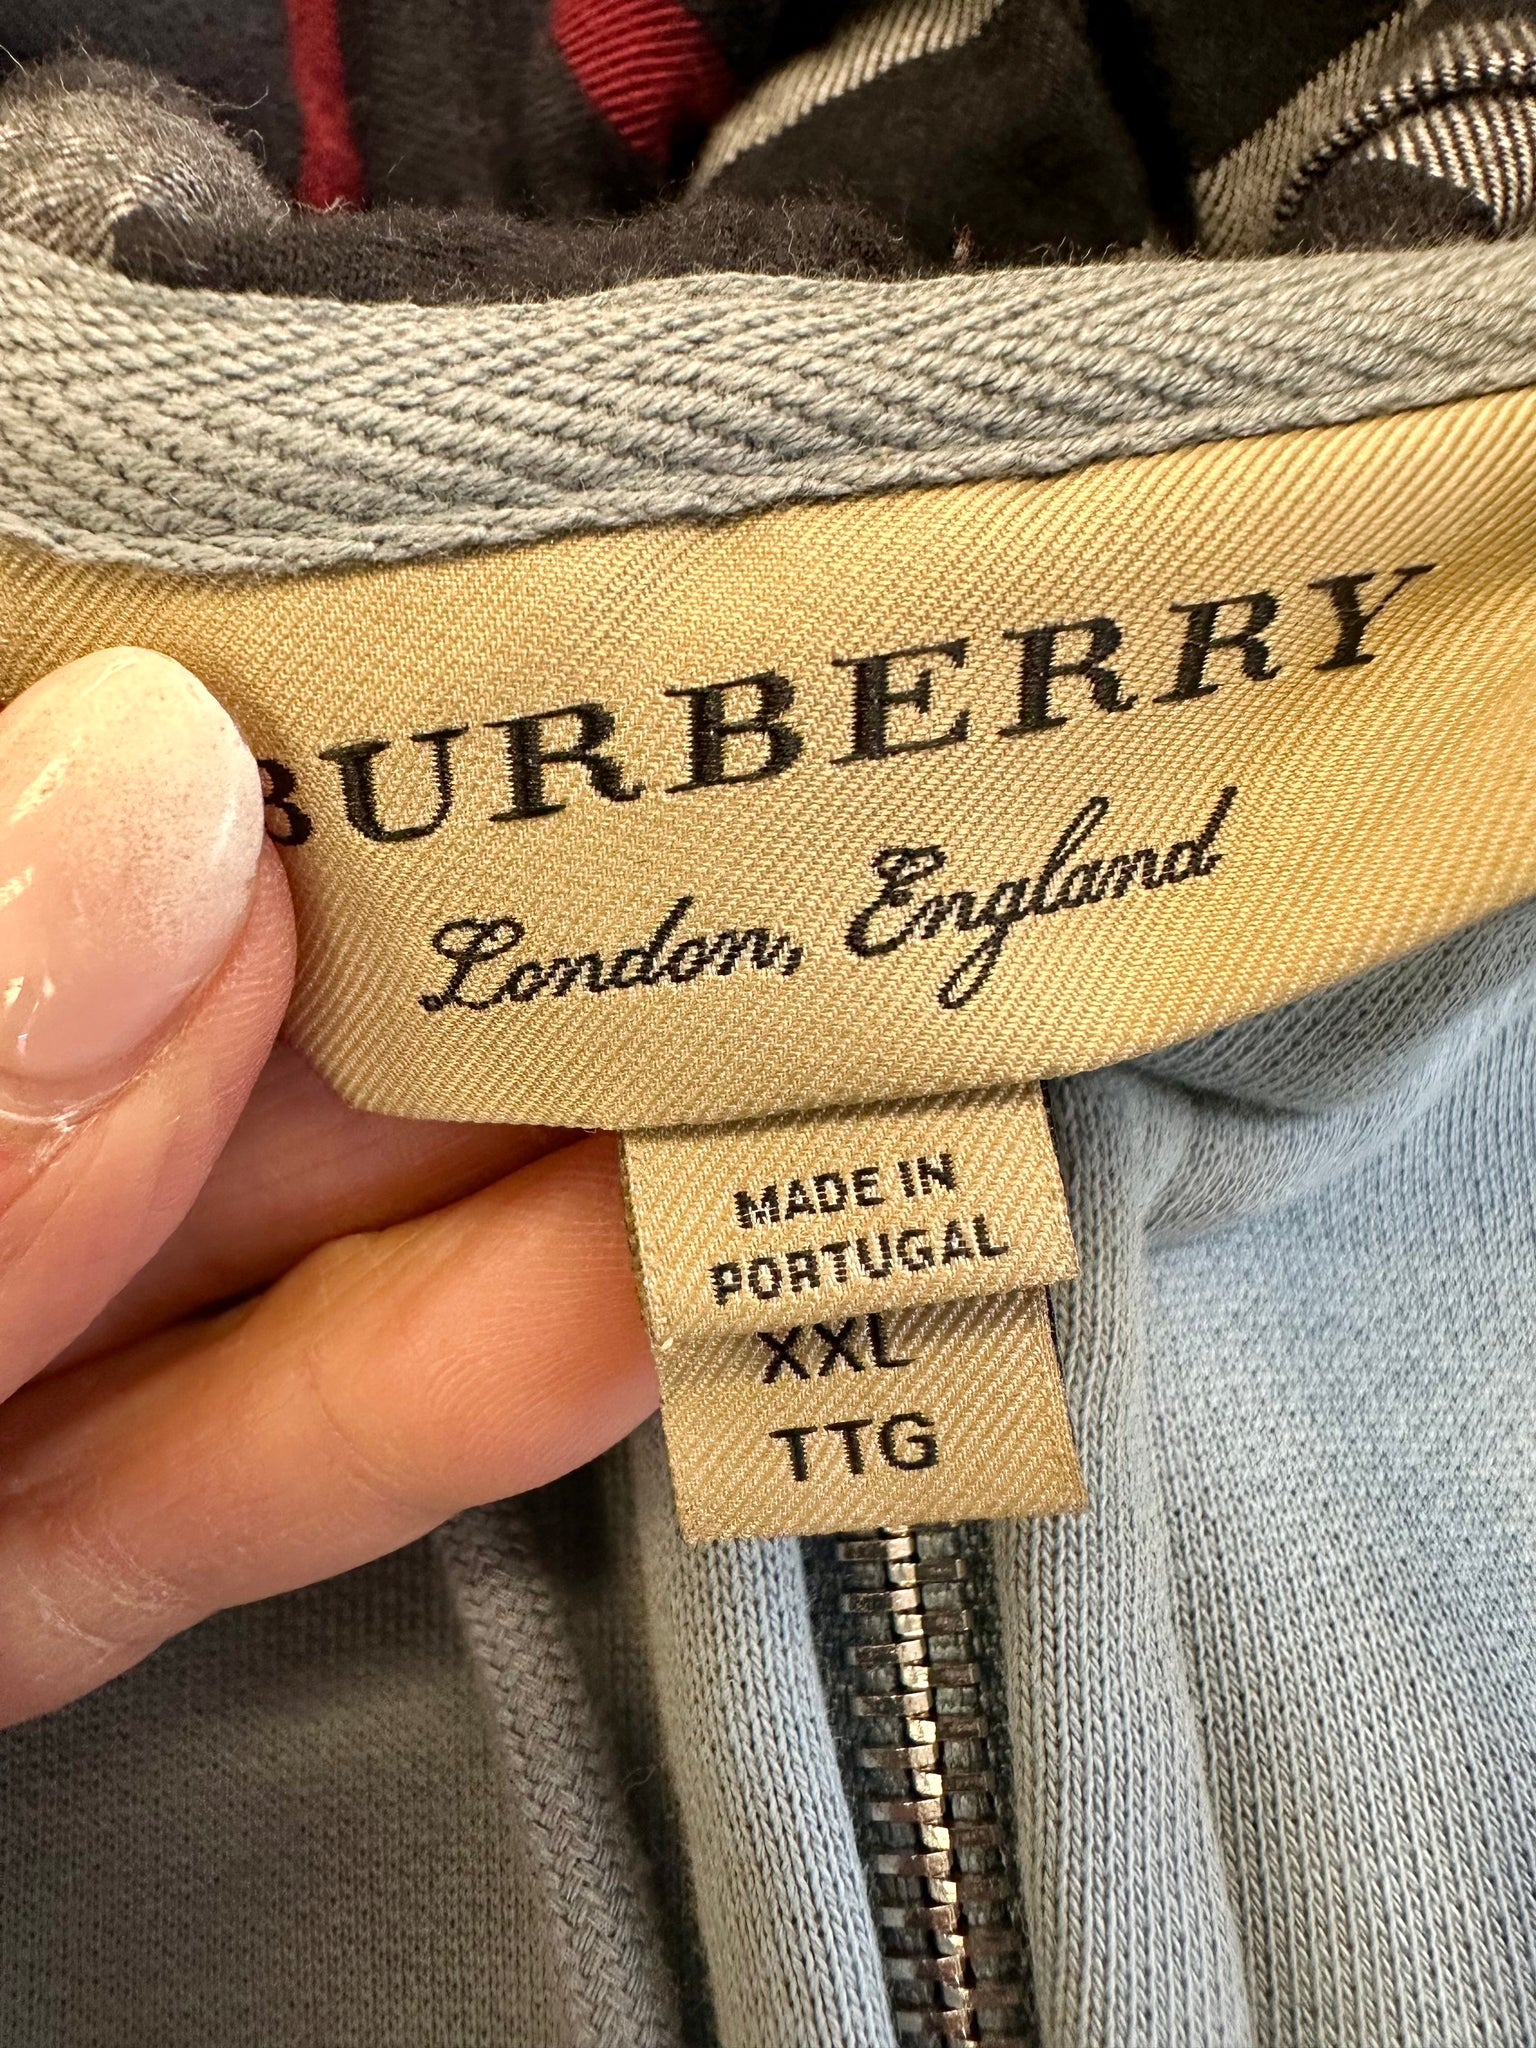 BURBERRY
London, England
MADE IN
PORTUGAL
XXL
TTG